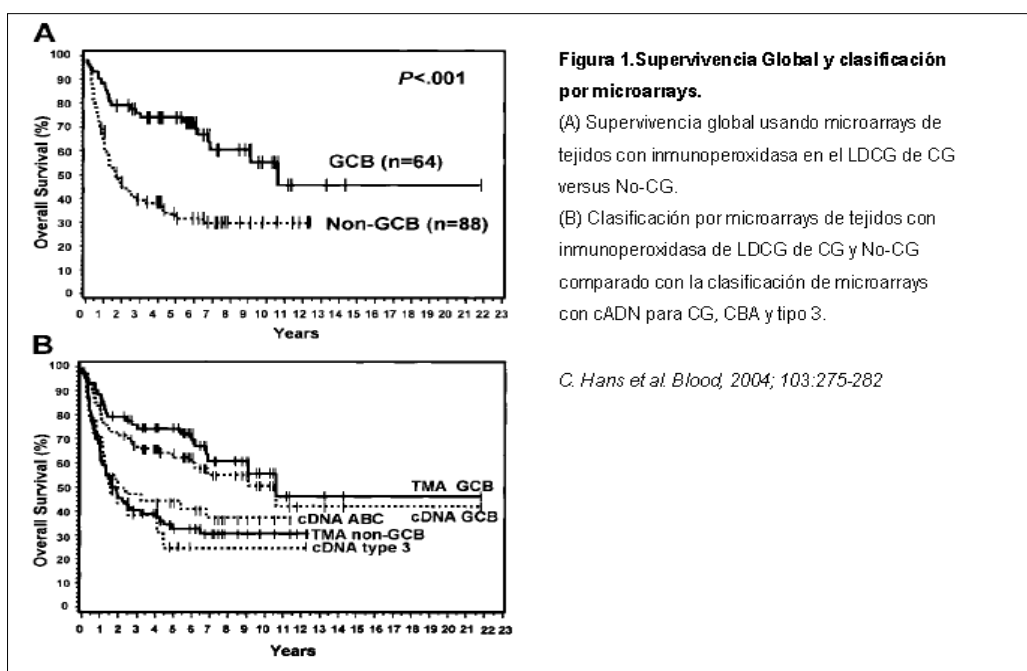 A
100
90
80
70
60
50
40
30
20
10
0
Overall Survival (%)
P<.001
GCB (n=64)
Non-GCB (n=88)
0 1 2 3 4 5 6 7 8 9 10 11 12 13 14 15 16 17 18 19 20 21 22 23
Years
B
100
90
80
70
60
50
40
30
20
10
0
Overall Survival (%)
TMA GCB
cDNA GCB
cDNA ABC
TMA non-GCB
cDNA type 3
0 1 2 3 4 5 6 7 8 9 10 11 12 13 14 15 16 17 18 19 20 21 22 23
Years
Figura 1.Supervivencia Global y clasificación
por microarrays.
(A) Supervivencia global usando microarrays de
tejidos con inmunoperoxidasa en el LDCG de CG
versus No-CG.
(B) Clasificación por microarrays de tejidos con
inmunoperoxidasa de LDCG de CG y No-CG
comparado con la clasificación de microarrays
con cADN para CG, CBA y tipo 3.
C. Hans et al. Blood, 2004; 103:275-282